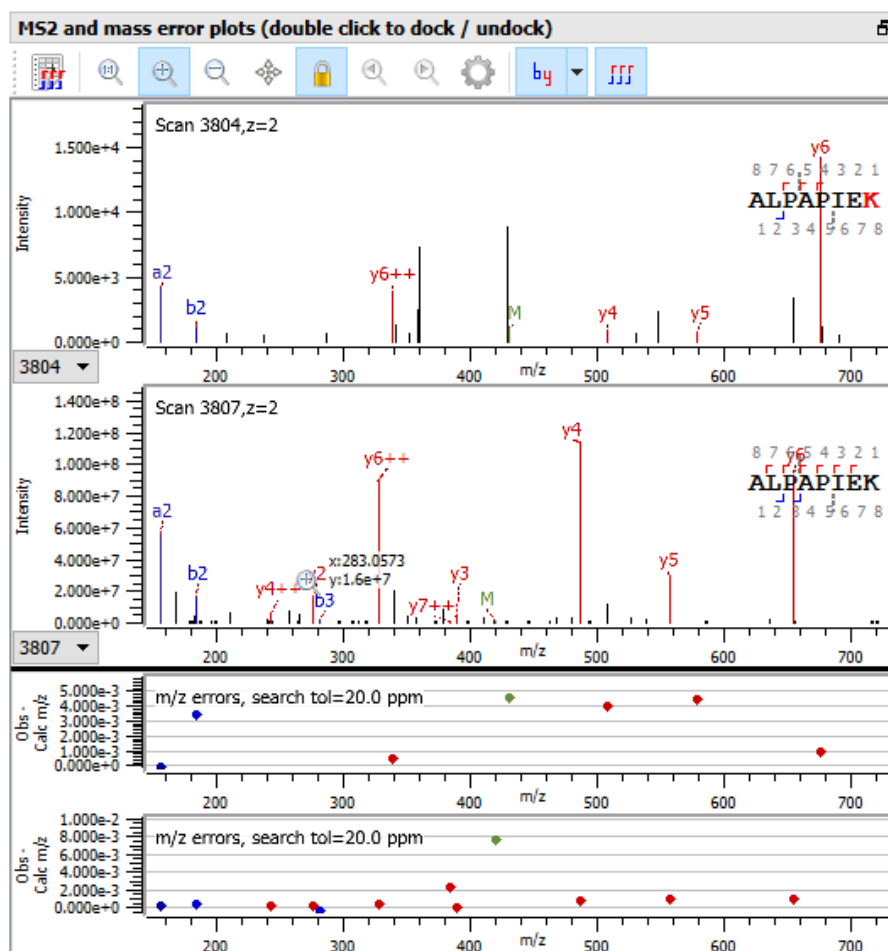 MS2 and mass error plots (double click to dock / undock)
1:1
by
Scan 3804,z=2
y6
1.500e+4
8 7 6 5 4 3 2 1
ALPAPIEK
1.000e+4
1 2 3 4 5 6 7 8
Intensity
a2
y6++
5.000e+3
b2
M
y4
y5
0.000e+0
3804
200 300 400 500 600 700
m/z
1.400e+8
Scan 3807,z=2
1.200e+8
y4
8 7 6 5 4 3 2 1
y6++
y6
1.000e+8
ALPAPIEK
8.000e+7
1 2 3 4 5 6 7 8
Intensity
a2
6.000e+7
x:283.0573
4.000e+7
b2
y:1.6e+7
y3
y5
2.000e+7
y4++
b3
y7++
M
0.000e+0
3807
200 300 400 500 600 700
m/z
5.000e-3
m/z errors, search tol=20.0 ppm
4.000e-3
3.000e-3
Obs -
Calc m/z
2.000e-3
1.000e-3
0.000e+0
200 300 400 500 600 700
m/z
1.000e-2
m/z errors, search tol=20.0 ppm
8.000e-3
6.000e-3
Obs -
Calc m/z
4.000e-3
2.000e-3
0.000e+0
200 300 400 500 600 700
m/z